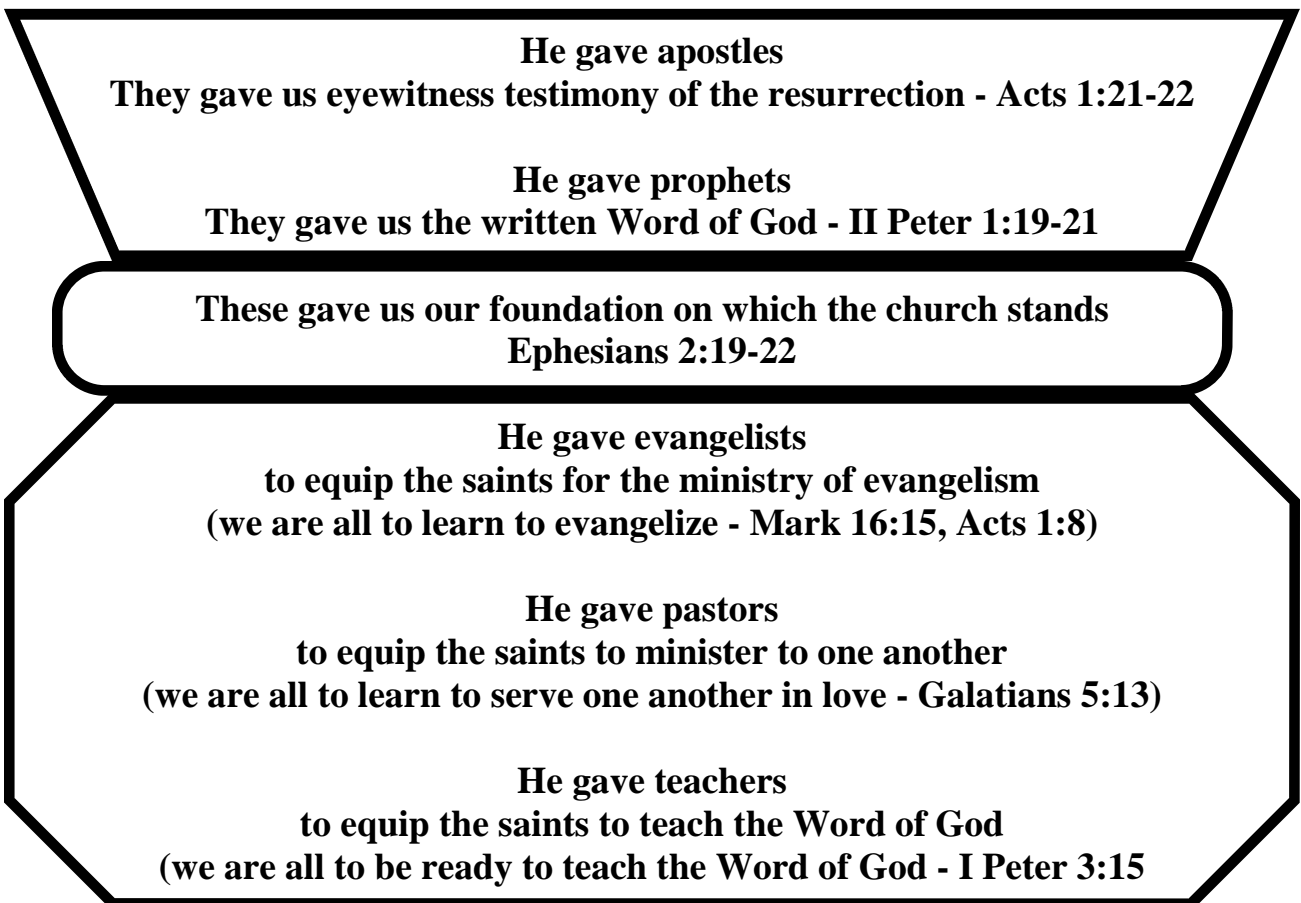 He gave apostles
They gave us eyewitness testimony of the resurrection - Acts 1:21-22
He gave prophets
They gave us the written Word of God - II Peter 1:19-21
These gave us our foundation on which the church stands
Ephesians 2:19-22
He gave evangelists
to equip the saints for the ministry of evangelism
(we are all to learn to evangelize - Mark 16:15, Acts 1:8)
He gave pastors
to equip the saints to minister to one another
(we are all to learn to serve one another in love - Galatians 5:13)
He gave teachers
to equip the saints to teach the Word of God
(we are all to be ready to teach the Word of God - I Peter 3:15